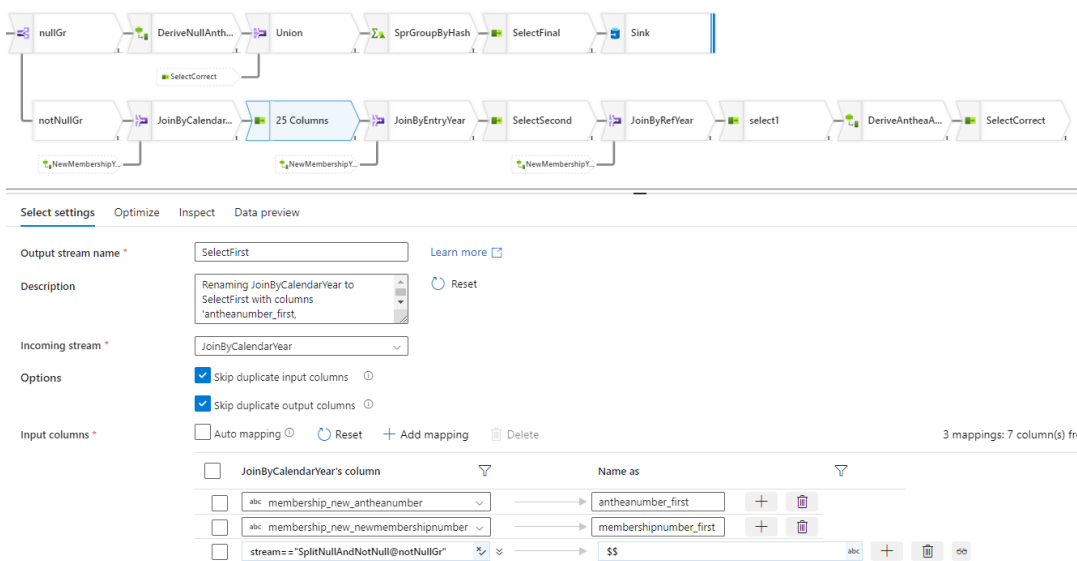 nullGr
DeriveNullAnth...
Union
SprGroupByHash
SelectFinal
Sink
SelectCorrect
notNullGr
JoinByCalendar...
25 Columns
JoinByEntryYear
SelectSecond
JoinByRefYear
select1
DeriveAntheaA...
SelectCorrect
NewMembershipY...
NewMembershipY...
NewMembershipY...
Select settings
Optimize
Inspect
Data preview
Output stream name *
SelectFirst
Learn more
Description
Renaming JoinByCalendarYear to
SelectFirst with columns
'antheanumber_first,
Reset
Incoming stream *
JoinByCalendarYear
Options
Skip duplicate input columns
Skip duplicate output columns
Input columns *
Auto mapping
Reset
Add mapping
Delete
3 mappings: 7 column(s) fr
JoinByCalendarYear's column
Name as
abc membership_new_antheanumber
antheanumber_first
abc membership_new_newmembershipnumber
membershipnumber_first
stream=="SplitNullAndNotNull@notNullGr"
$$
abc